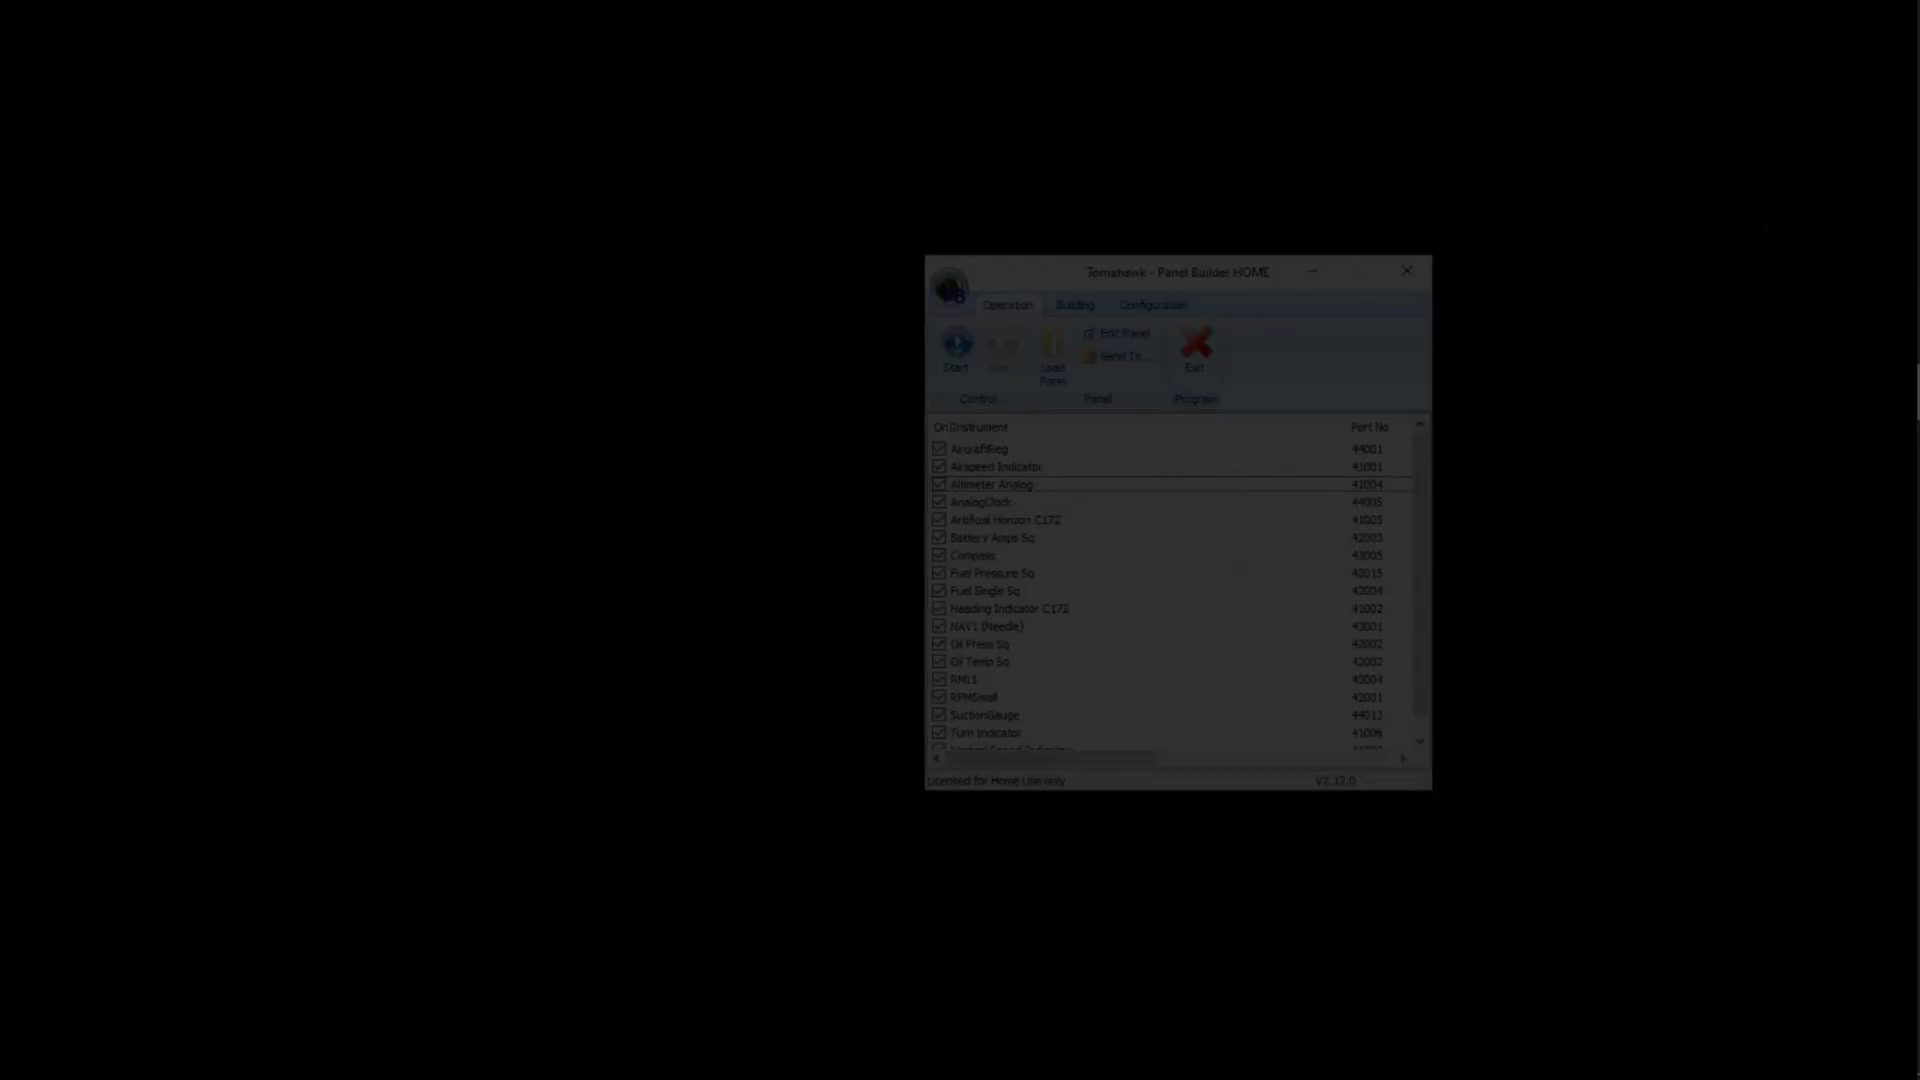 Tomahawk - Panel Builder HOME
Operation Building Configuration
Start Load Panel Edit Panel Send To... Exit
Control Panel Program
On Instrument Port No
AircraftReg 44001
Airspeed Indicator 41001
Altimeter Analog 41004
AnalogClock 44005
Artificial Horizon C172 41005
Battery Amps Sq 42003
Compass 43005
Fuel Pressure Sq 42015
Fuel Single Sq 42004
Heading Indicator C172 41002
NAV1 (Needle) 43001
Oil Press Sq 42002
Oil Temp Sq 42002
RMI1 43004
RPMSmall 42001
SuctionGauge 44013
Turn Indicator 41006
Licensed for Home Use only V2.12.0